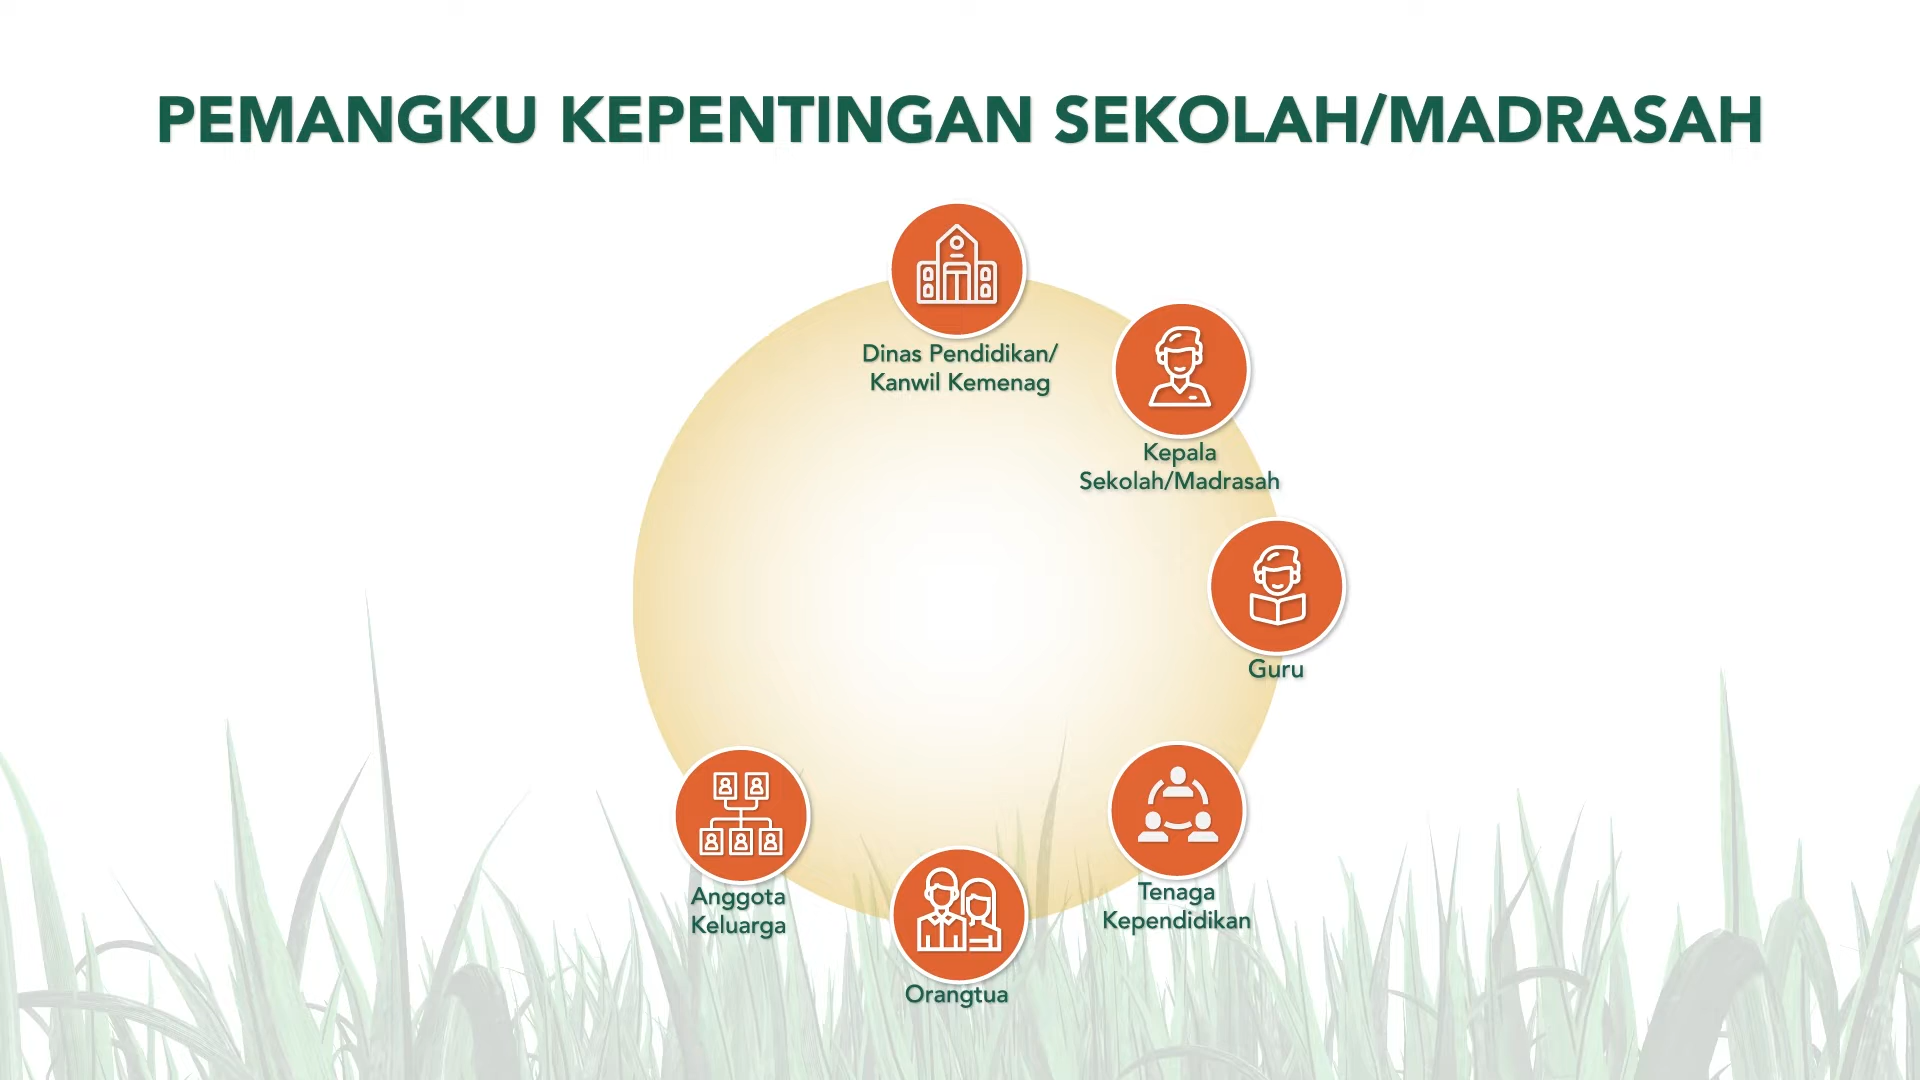 PEMANGKU KEPENTINGAN SEKOLAH/MADRASAH
Dinas Pendidikan/
Kanwil Kemenag
Kepala
Sekolah/Madrasah
Guru
Tenaga
Kependidikan
Orangtua
Anggota
Keluarga